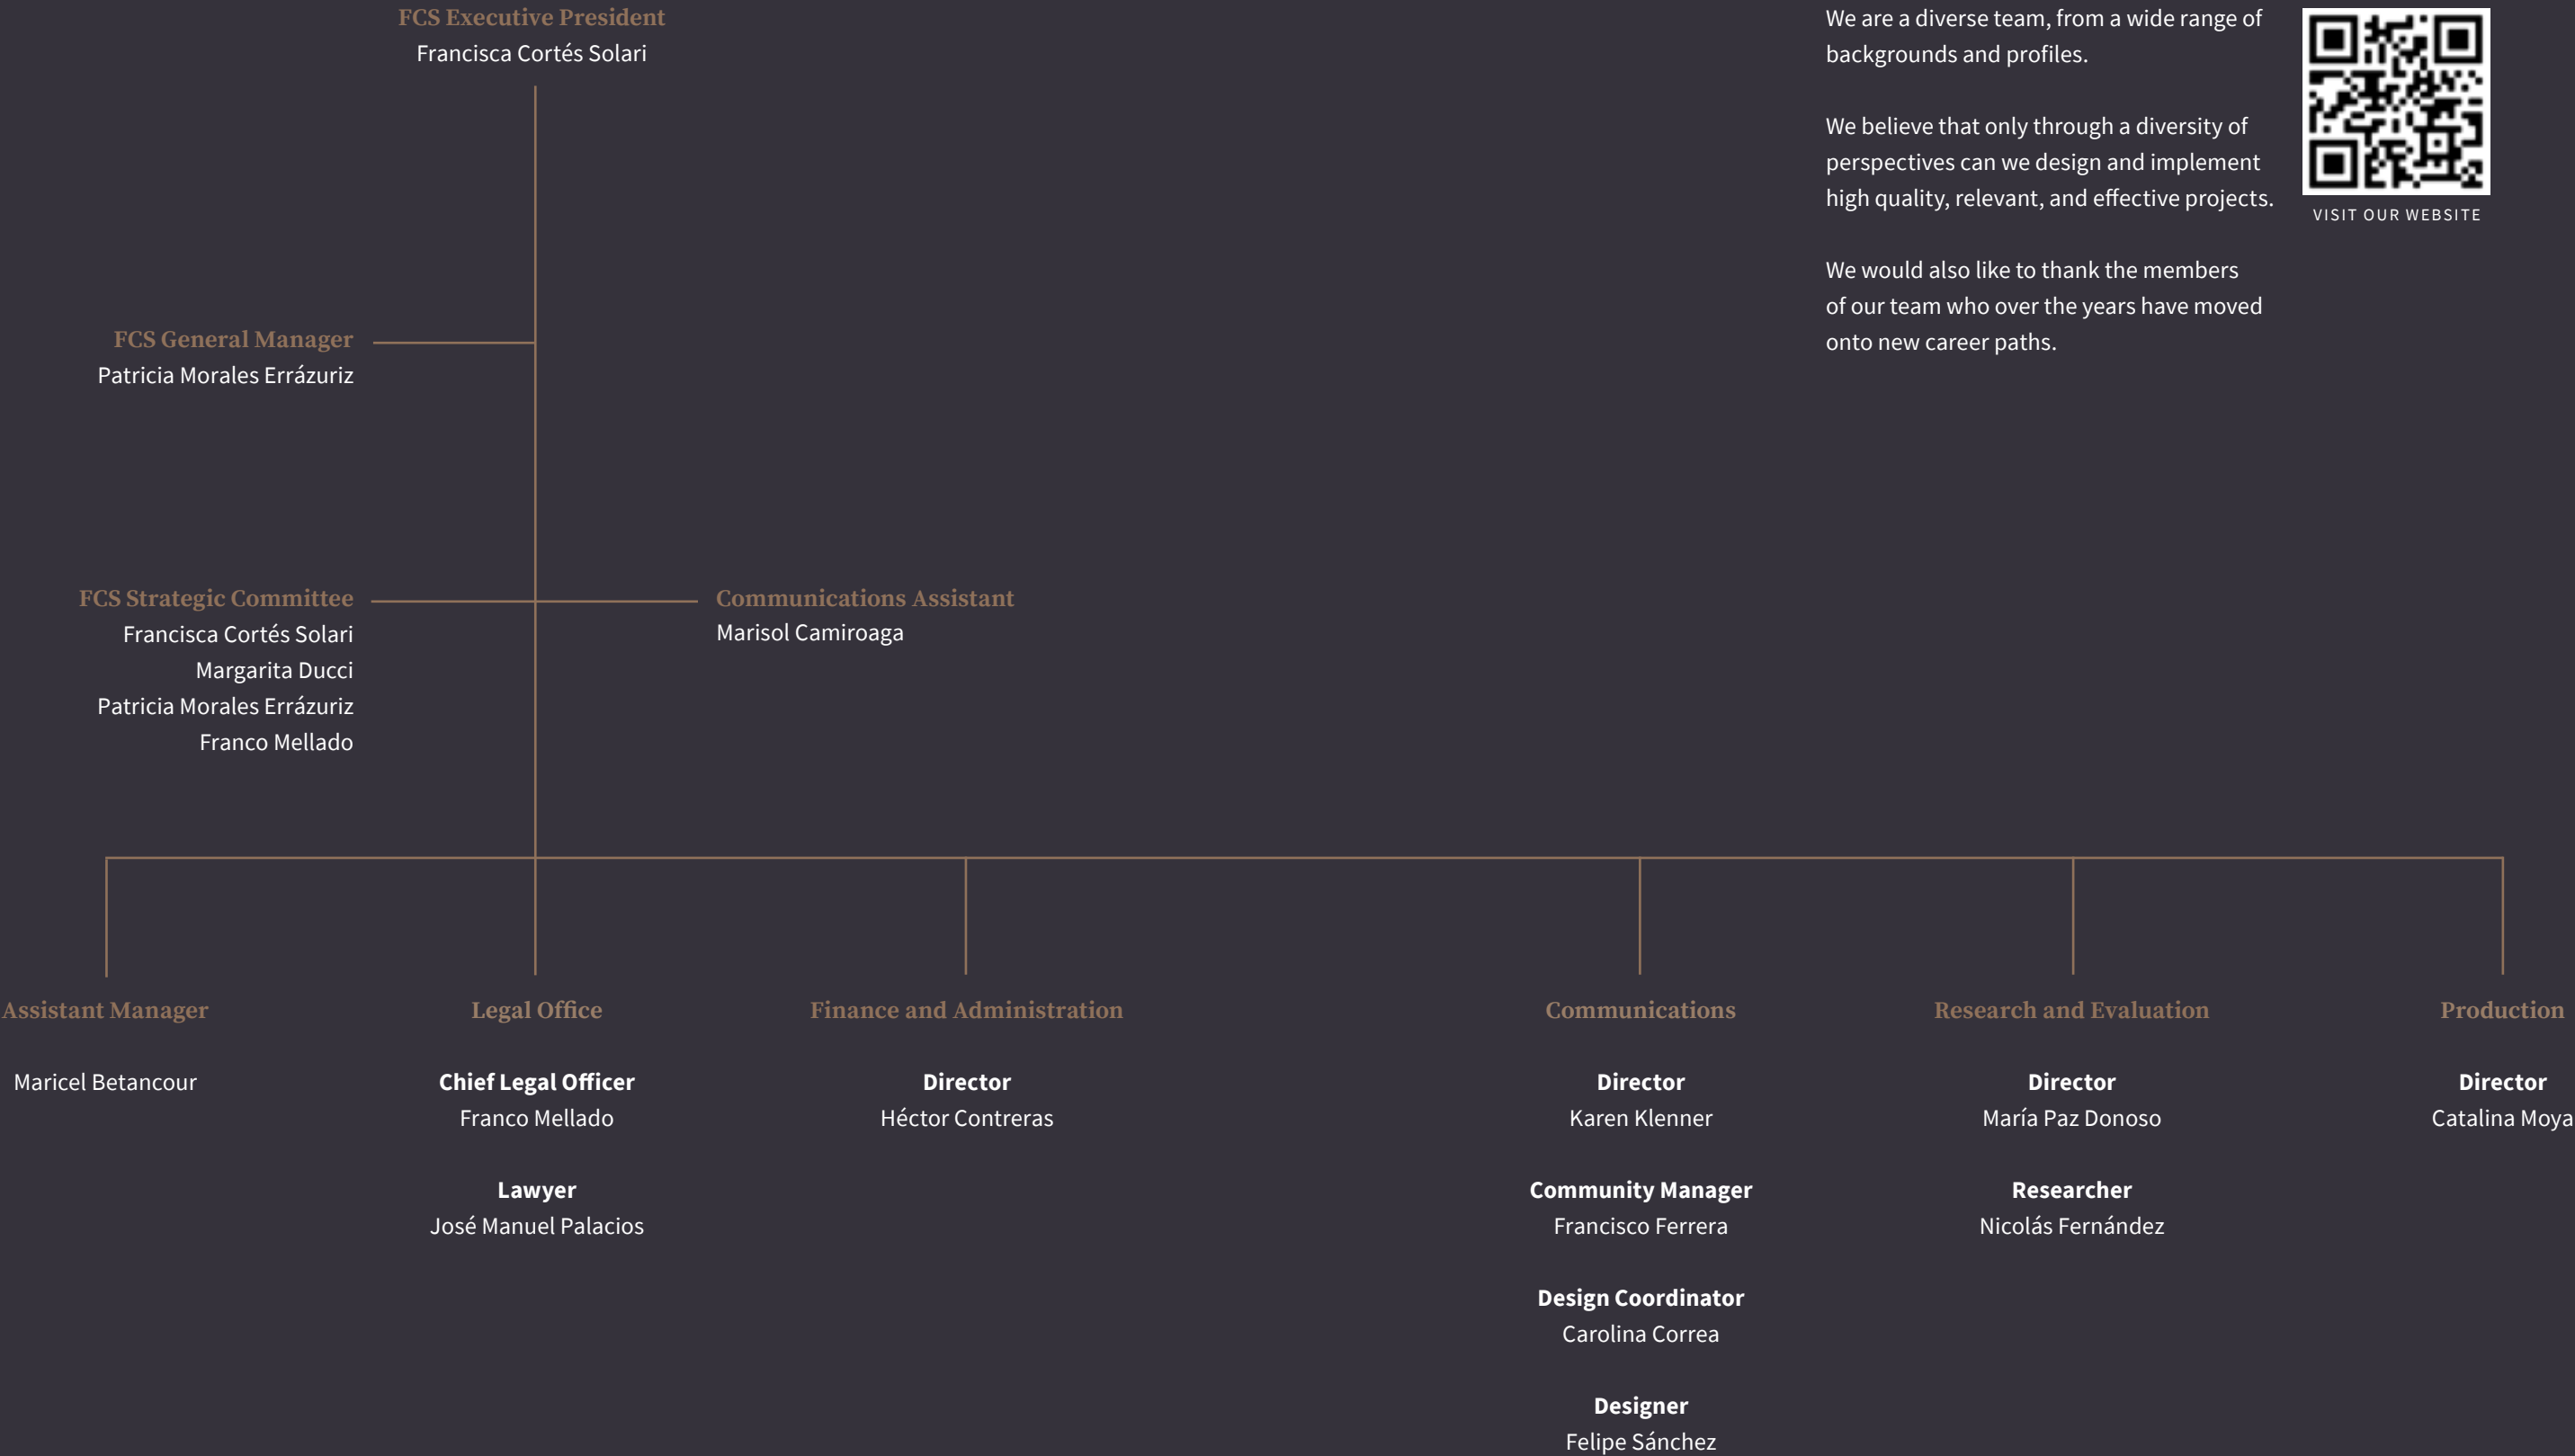 FCS Executive President
Francisca Cortés Solari
We are a diverse team, from a wide range of
backgrounds and profiles.
We believe that only through a diversity of
perspectives can we design and implement
high quality, relevant, and effective projects.
We would also like to thank the members
of our team who over the years have moved
onto new career paths.
VISIT OUR WEBSITE
FCS General Manager
Patricia Morales Errázuriz
FCS Strategic Committee
Francisca Cortés Solari
Margarita Ducci
Patricia Morales Errázuriz
Franco Mellado
Communications Assistant
Marisol Camiroaga
Assistant Manager
Maricel Betancour
Legal Office
Chief Legal Officer
Franco Mellado
Lawyer
José Manuel Palacios
Finance and Administration
Director
Héctor Contreras
Communications
Director
Karen Klenner
Community Manager
Francisco Ferrera
Design Coordinator
Carolina Correa
Designer
Felipe Sánchez
Research and Evaluation
Director
María Paz Donoso
Researcher
Nicolás Fernández
Production
Director
Catalina Moya